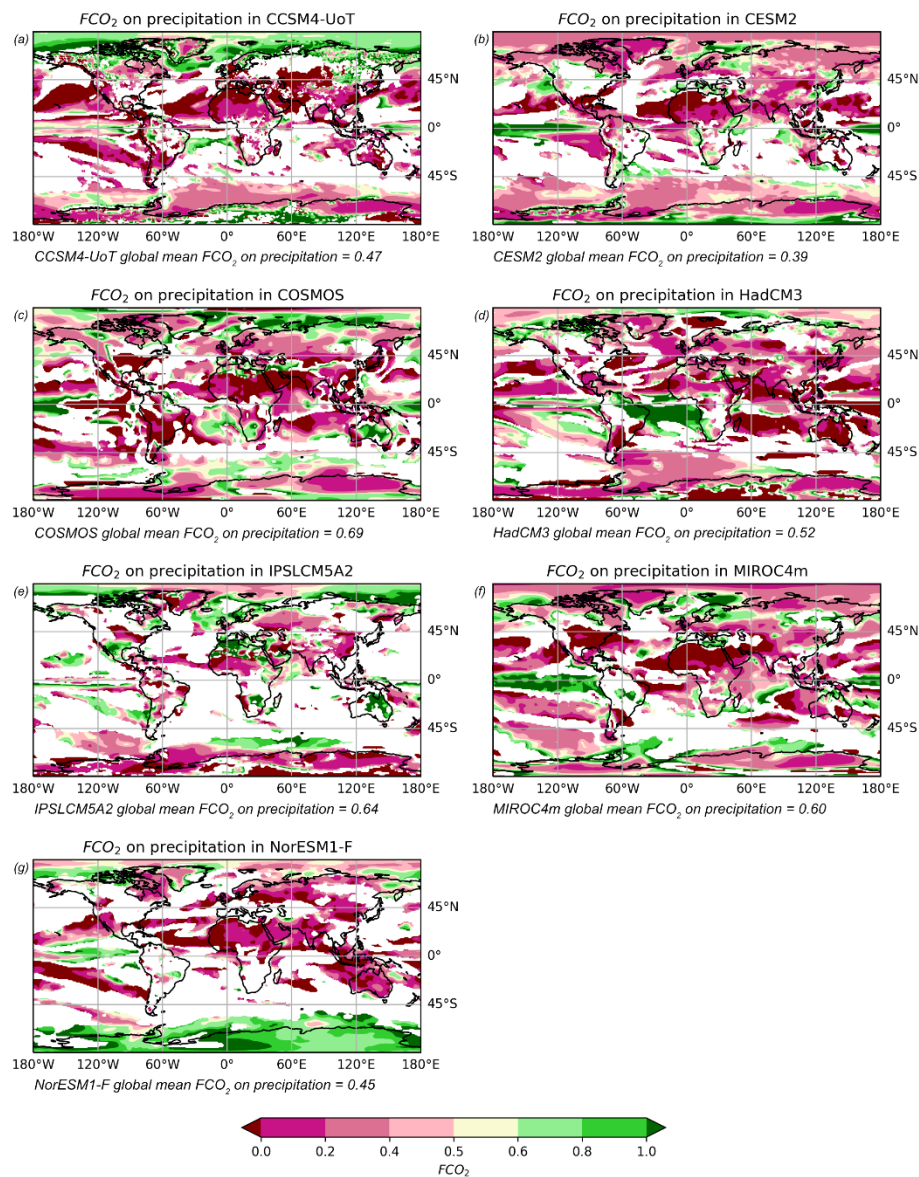 FCO₂ on precipitation in CCSM4-UoT
FCO₂ on precipitation in CESM2
(a)
(b)
45°N
0°
45°S
180°W 120°W 60°W 0°E 60°E 120°E 180°E
180°W 120°W 60°W 0°E 60°E 120°E 180°E
45°N
0°
45°S
CCSM4-UoT global mean FCO₂ on precipitation = 0.47
CESM2 global mean FCO₂ on precipitation = 0.39
FCO₂ on precipitation in COSMOS
FCO₂ on precipitation in HadCM3
(c)
(d)
45°N
0°
45°S
180°W 120°W 60°W 0°E 60°E 120°E 180°E
180°W 120°W 60°W 0°E 60°E 120°E 180°E
45°N
0°
45°S
COSMOS global mean FCO₂ on precipitation = 0.69
HadCM3 global mean FCO₂ on precipitation = 0.52
FCO₂ on precipitation in IPSLCM5A2
FCO₂ on precipitation in MIROC4m
(e)
(f)
45°N
0°
45°S
180°W 120°W 60°W 0°E 60°E 120°E 180°E
180°W 120°W 60°W 0°E 60°E 120°E 180°E
45°N
0°
45°S
IPSLCM5A2 global mean FCO₂ on precipitation = 0.64
MIROC4m global mean FCO₂ on precipitation = 0.60
FCO₂ on precipitation in NorESM1-F
(g)
45°N
0°
45°S
180°W 120°W 60°W 0°E 60°E 120°E 180°E
NorESM1-F global mean FCO₂ on precipitation = 0.45
0.0 0.2 0.4 0.5 0.6 0.8 1.0
FCO₂